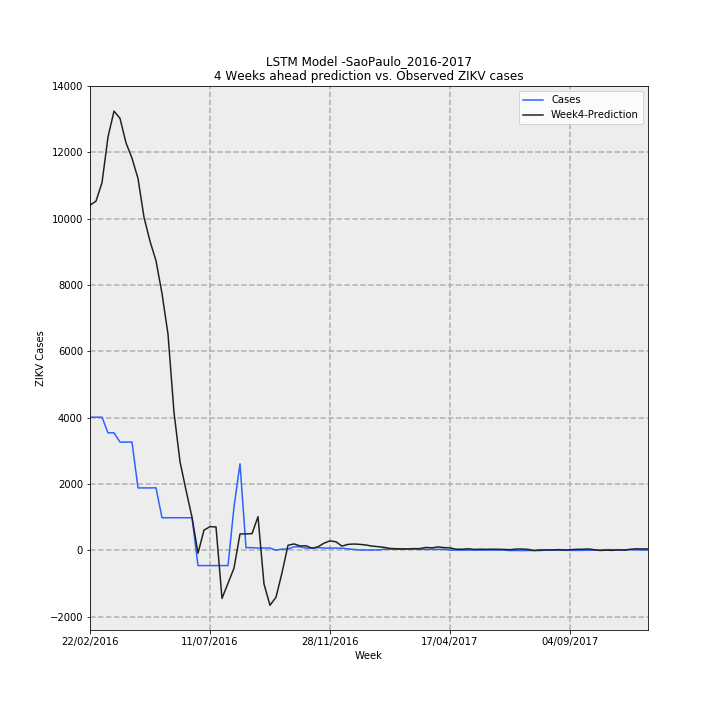 LSTM Model -SaoPaulo_2016-2017
4 Weeks ahead prediction vs. Observed ZIKV cases
Cases
Week4-Prediction
ZIKV Cases
14000
12000
10000
8000
6000
4000
2000
0
−2000
22/02/2016 11/07/2016 28/11/2016 17/04/2017 04/09/2017
Week